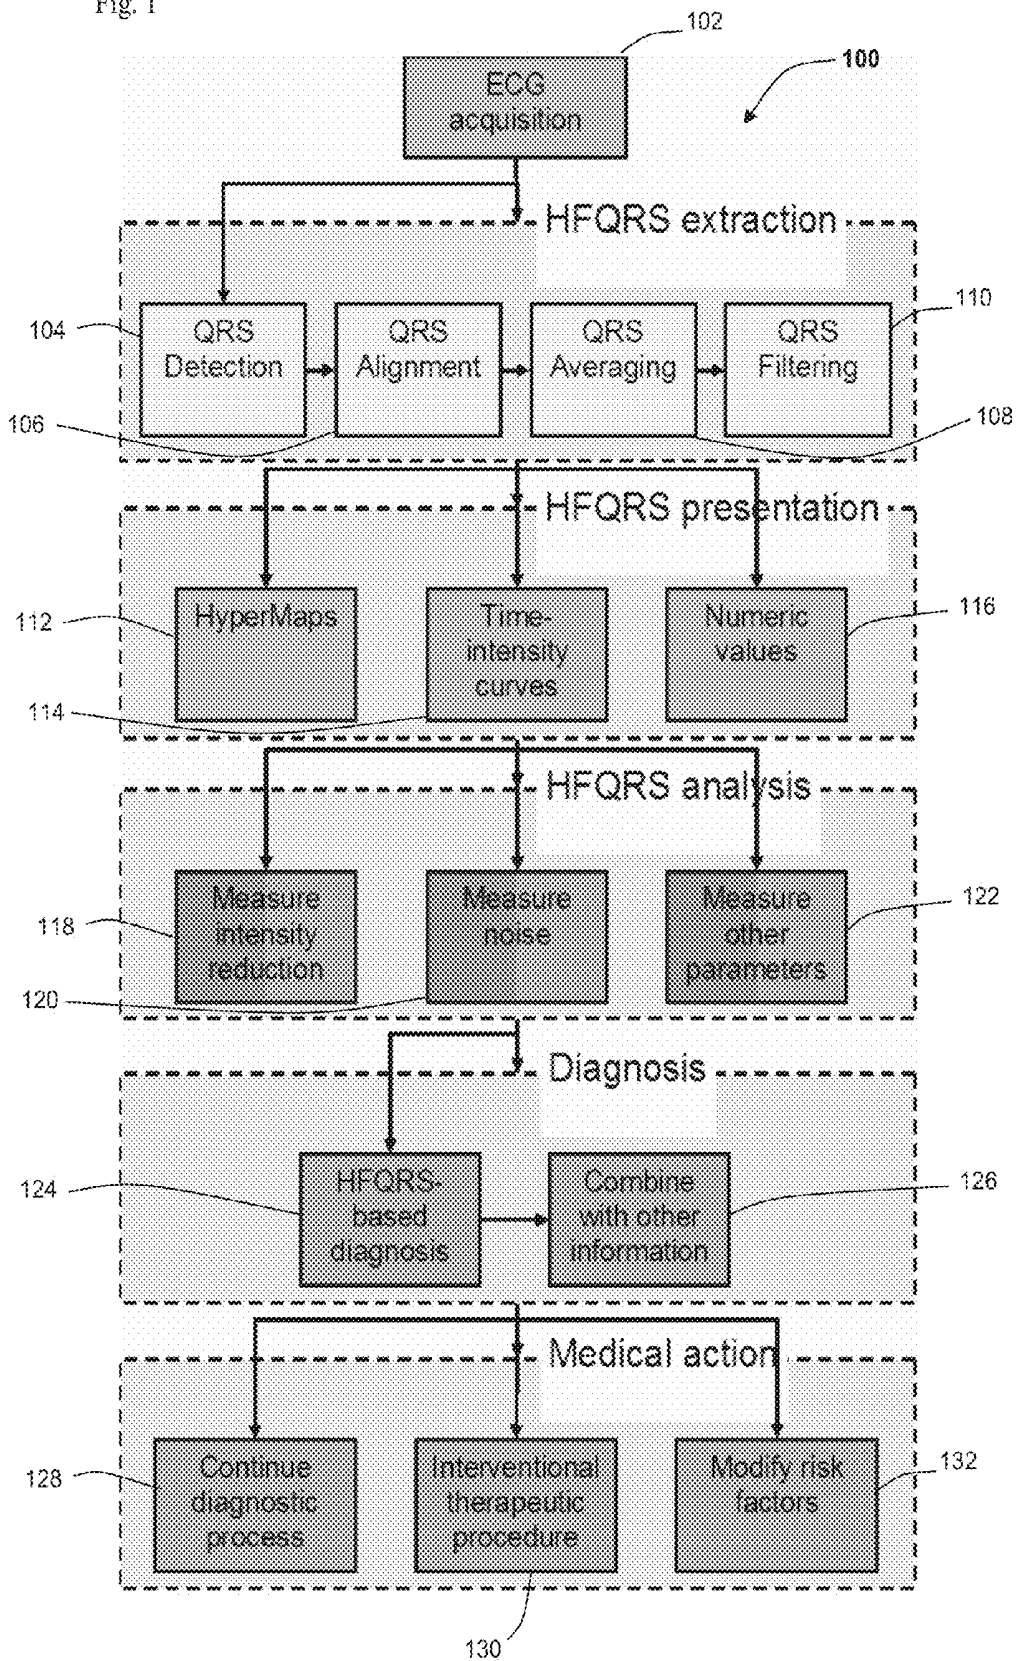 Fig. 1
102
100
ECG
acquisition
HFQRS extraction
104
QRS
Detection
QRS
Alignment
QRS
Averaging
QRS
Filtering
110
106
108
HFQRS presentation
112
HyperMaps
Time-
intensity
curves
Numeric
values
116
114
HFQRS analysis
118
Measure
intensity
reduction
Measure
noise
Measure
other
parameters
122
120
Diagnosis
124
HFQRS-
based
diagnosis
Combine
with other
information
126
Medical action
128
Continue
diagnostic
process
Interventional
therapeutic
procedure
Modify risk
factors
132
130